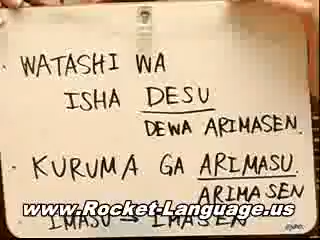 · WATASHI WA
ISHA DESU
DEWA ARIMASEN.
· KURUMA GA ARIMASU.
ARIMASEN
www.Rocket-Language.us
IMASU → IMASEN